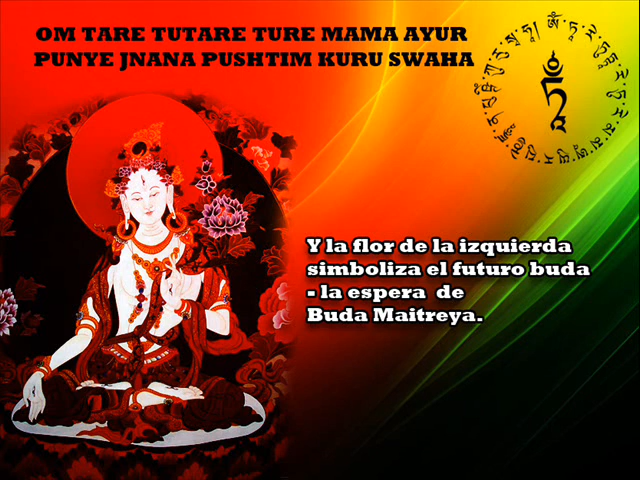 OM TARE TUTARE TURE MAMA AYUR
PUNYE JNANA PUSHTIM KURU SWAHA
Y la flor de la izquierda
simboliza el futuro buda
- la espera  de
Buda Maitreya.